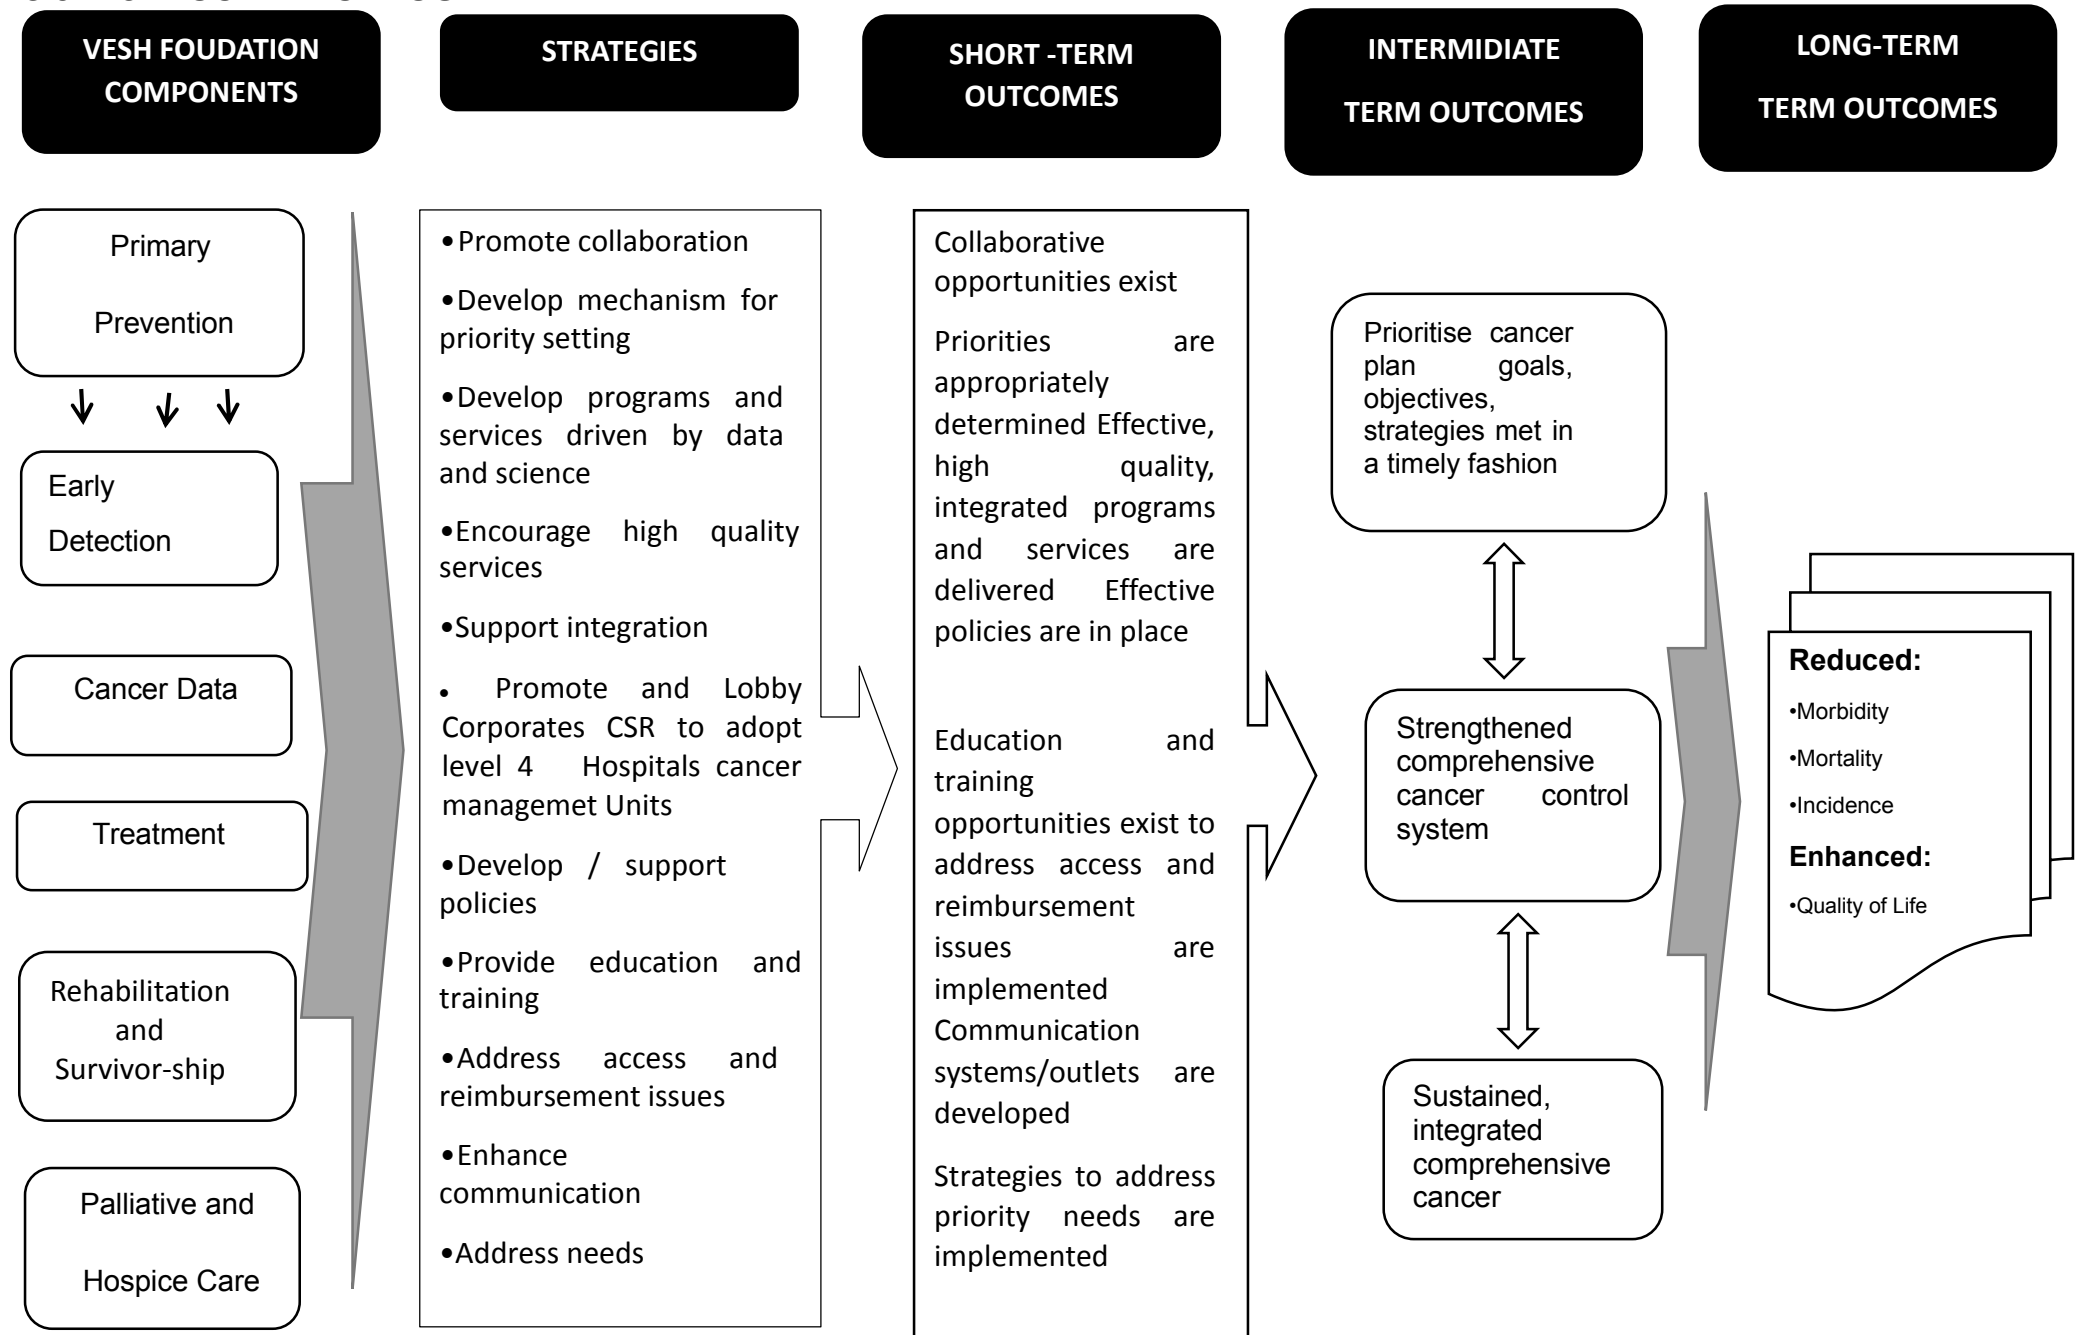 VESH FOUDATION
COMPONENTS
STRATEGIES
SHORT -TERM
OUTCOMES
INTERMIDIATE
TERM OUTCOMES
LONG-TERM
TERM OUTCOMES
Primary
Prevention
Early
Detection
Cancer Data
Treatment
Rehabilitation
and
Survivor-ship
Palliative and
Hospice Care
•Promote collaboration
•Develop mechanism for
priority setting
•Develop programs and
services driven by data
and science
•Encourage high quality
services
•Support integration
• Promote and Lobby
Corporates CSR to adopt
level 4 Hospitals cancer
managemet Units
•Develop / support
policies
•Provide education and
training
•Address access and
reimbursement issues
•Enhance
communication
•Address needs
Collaborative
opportunities exist
Priorities are
appropriately
determined Effective,
high quality,
integrated programs
and services are
delivered Effective
policies are in place
Education and
training
opportunities exist to
address access and
reimbursement
issues are
implemented
Communication
systems/outlets are
developed
Strategies to address
priority needs are
implemented
Prioritise cancer
plan goals,
objectives,
strategies met in
a timely fashion
Strengthened
comprehensive
cancer control
system
Sustained,
integrated
comprehensive
cancer
Reduced:
•Morbidity
•Mortality
•Incidence
Enhanced:
•Quality of Life